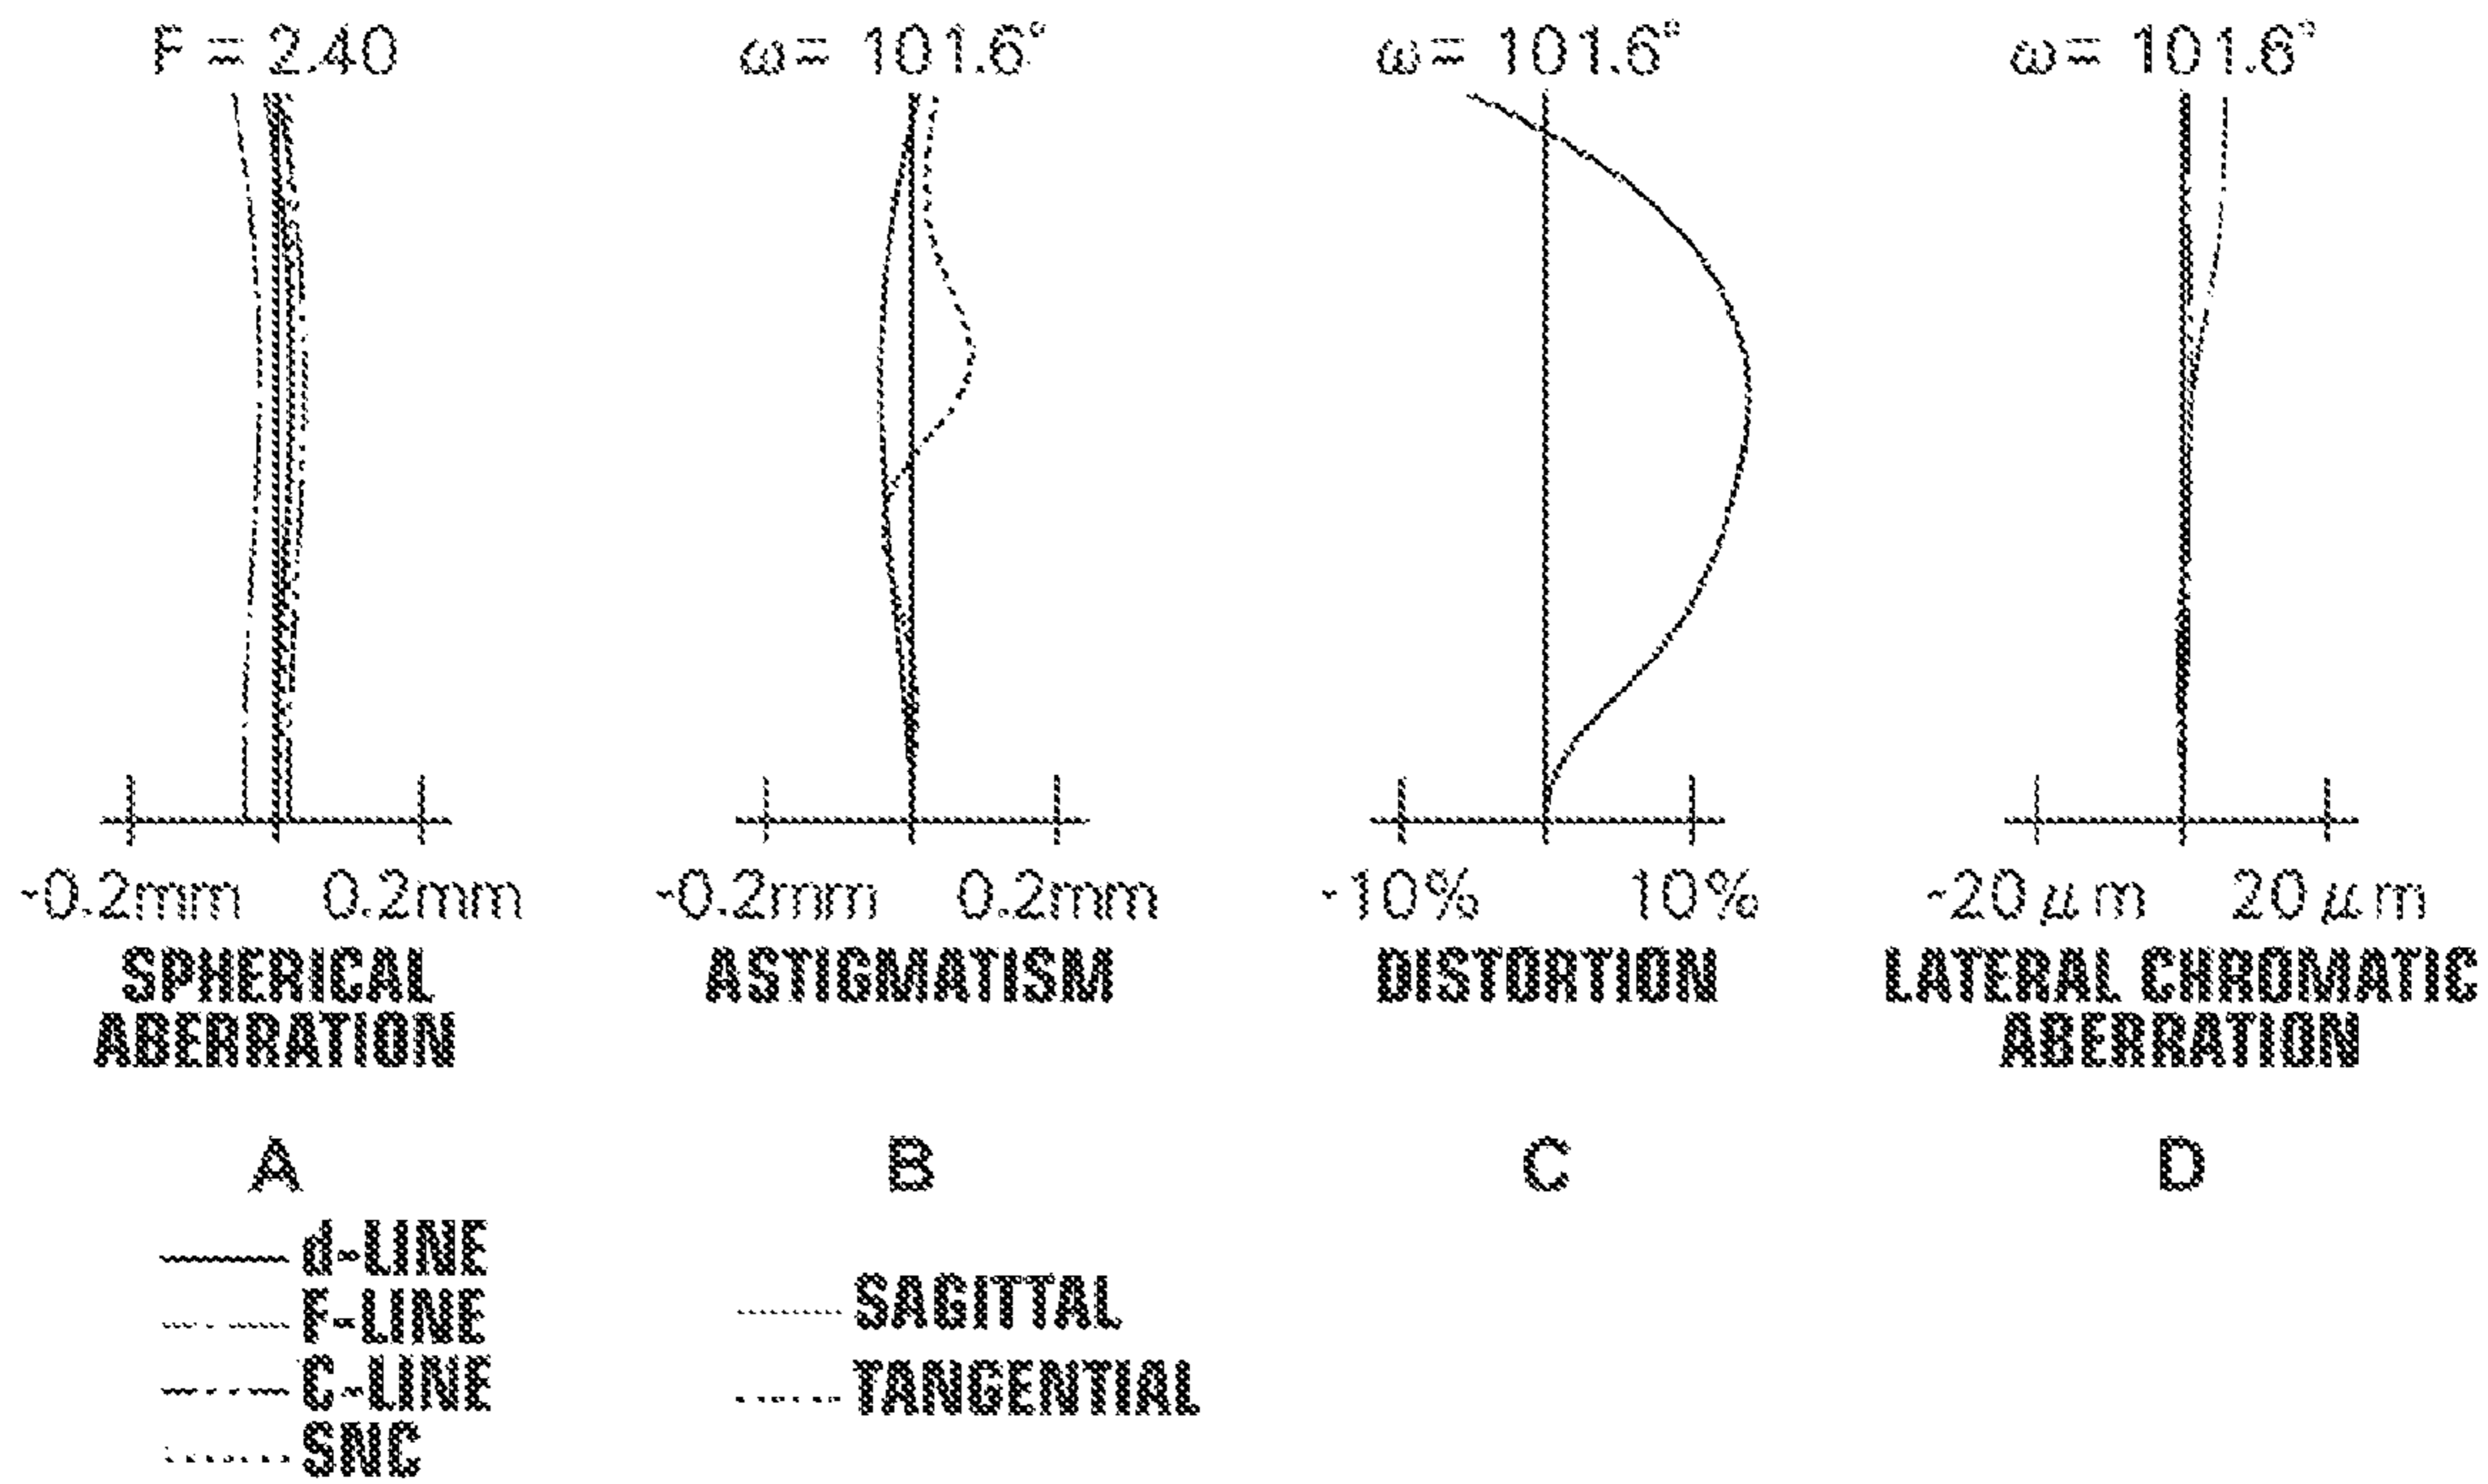 F = 2.40
ω = 101.6°
ω = 101.6°
ω = 101.6°
-0.2mm 0.2mm
-0.2mm 0.2mm
-10% 10%
-20μm 20μm
SPHERICAL
ABERRATION
ASTIGMATISM
DISTORTION
LATERAL CHROMATIC
ABERRATION
A
B
C
D
d-LINE
F-LINE
C-LINE
SNC
SAGITTAL
TANGENTIAL